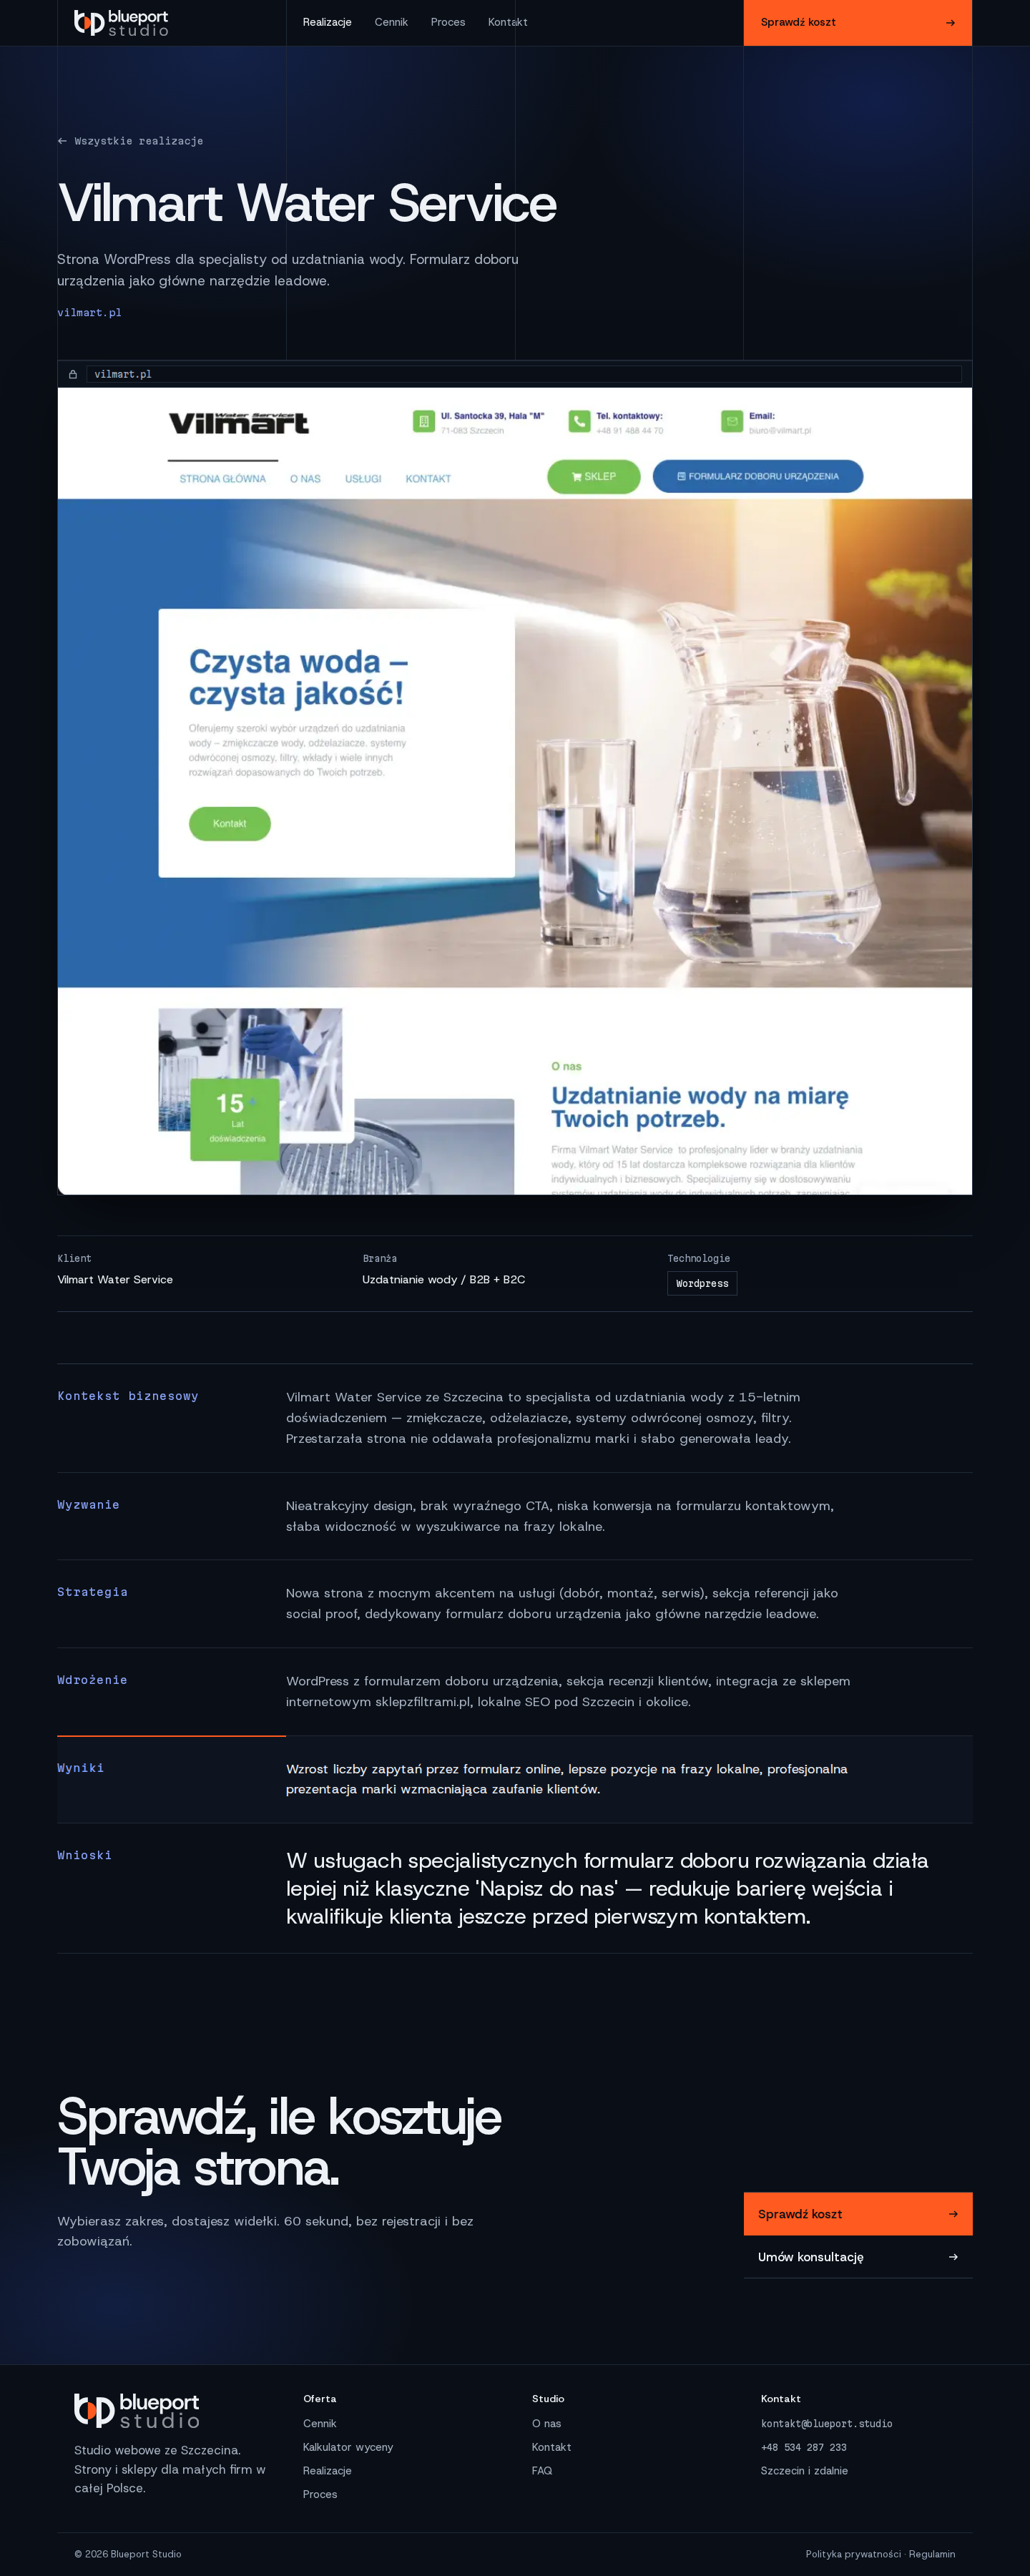 blueport
studio
Realizacje
Cennik
Proces
Kontakt
Sprawdź koszt →
← Wszystkie realizacje
Vilmart Water Service
Strona WordPress dla specjalisty od uzdatniania wody. Formularz doboru
urządzenia jako główne narzędzie leadowe.
vilmart.pl
vilmart.pl
Water Service
Vilmart
Ul. Santocka 39, Hala "M"
71-083 Szczecin
Tel. kontaktowy:
+48 91 488 44 70
Email:
biuro@vilmart.pl
STRONA GŁÓWNA
O NAS
USŁUGI
KONTAKT
SKLEP
FORMULARZ DOBORU URZĄDZENIA
Czysta woda –
czysta jakość!
Oferujemy szeroki wybór urządzeń do uzdatniania
wody – zmiękczacze wody, odżelaziacze, systemy
odwróconej osmozy, filtry, wkłady i wiele innych
rozwiązań dopasowanych do Twoich potrzeb.
Kontakt
15 +
Lat
doświadczenia
O nas
Uzdatnianie wody na miarę
Twoich potrzeb.
Firma Vilmart Water Service to profesjonalny lider w branży uzdatniania
wody, który od 15 lat dostarcza kompleksowe rozwiązania dla klientów
indywidualnych i biznesowych. Specjalizujemy się w dostosowywaniu
systemów uzdatniania wody do indywidualnych potrzeb, zapewniając
Klient
Vilmart Water Service
Branża
Uzdatnianie wody / B2B + B2C
Technologie
Wordpress
Kontekst biznesowy
Vilmart Water Service ze Szczecina to specjalista od uzdatniania wody z 15-letnim
doświadczeniem — zmiękczacze, odżelaziacze, systemy odwróconej osmozy, filtry.
Przestarzała strona nie oddawała profesjonalizmu marki i słabo generowała leady.
Wyzwanie
Nieatrakcyjny design, brak wyraźnego CTA, niska konwersja na formularzu kontaktowym,
słaba widoczność w wyszukiwarce na frazy lokalne.
Strategia
Nowa strona z mocnym akcentem na usługi (dobór, montaż, serwis), sekcja referencji jako
social proof, dedykowany formularz doboru urządzenia jako główne narzędzie leadowe.
Wdrożenie
WordPress z formularzem doboru urządzenia, sekcja recenzji klientów, integracja ze sklepem
internetowym sklepzfiltrami.pl, lokalne SEO pod Szczecin i okolice.
Wyniki
Wzrost liczby zapytań przez formularz online, lepsze pozycje na frazy lokalne, profesjonalna
prezentacja marki wzmacniająca zaufanie klientów.
Wnioski
W usługach specjalistycznych formularz doboru rozwiązania działa
lepiej niż klasyczne 'Napisz do nas' — redukuje barierę wejścia i
kwalifikuje klienta jeszcze przed pierwszym kontaktem.
Sprawdź, ile kosztuje
Twoja strona.
Wybierasz zakres, dostajesz widełki. 60 sekund, bez rejestracji i bez
zobowiązań.
Sprawdź koszt →
Umów konsultację →
blueport
studio
Studio webowe ze Szczecina.
Strony i sklepy dla małych firm w
całej Polsce.
Oferta
Cennik
Kalkulator wyceny
Realizacje
Proces
Studio
O nas
Kontakt
FAQ
Kontakt
kontakt@blueport.studio
+48 534 287 233
Szczecin i zdalnie
© 2026 Blueport Studio
Polityka prywatności · Regulamin